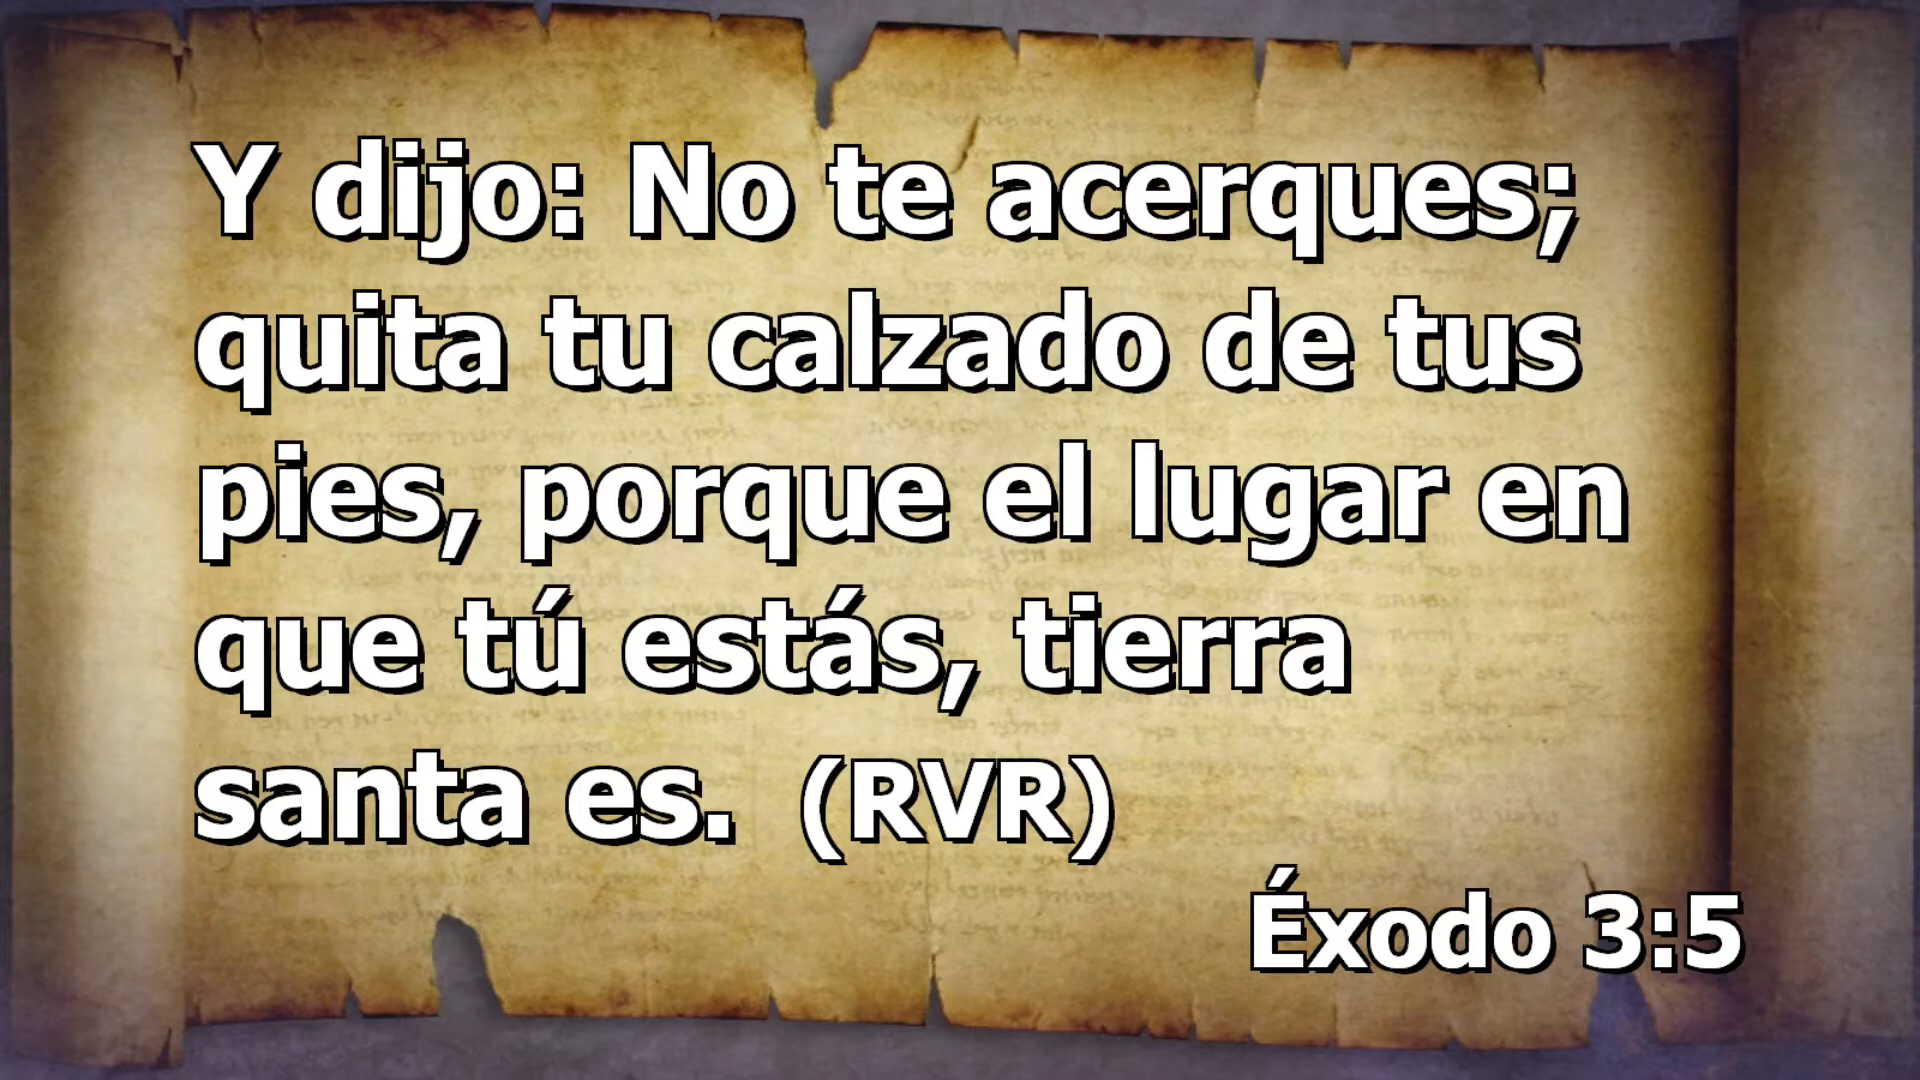 Y dijo: No te acerques;
quita tu calzado de tus
pies, porque el lugar en
que tú estás, tierra
santa es. (RVR)
Éxodo 3:5